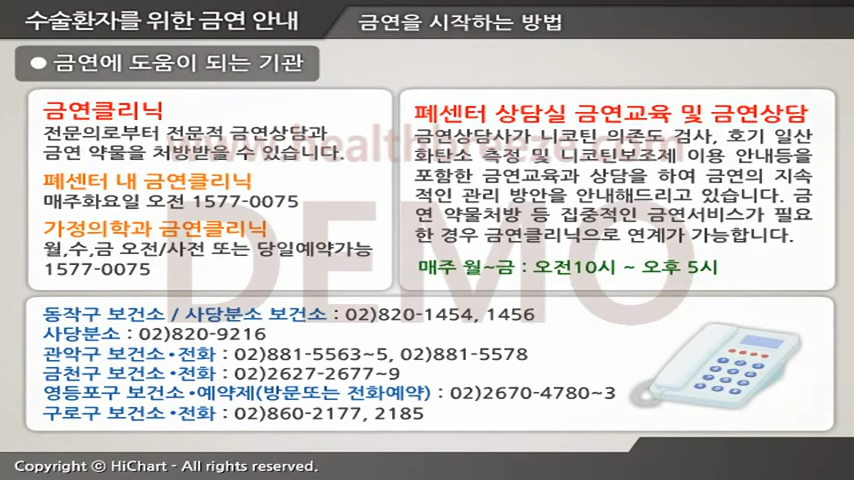 수술환자를 위한 금연 안내
금연을 시작하는 방법
● 금연에 도움이 되는 기관
금연클리닉
전문의로부터 전문적 금연상담과
금연 약물을 처방받을 수 있습니다.
폐센터 내 금연클리닉
매주화요일 오전 1577-0075
가정의학과 금연클리닉
월,수,금 오전/사전 또는 당일예약가능
1577-0075
폐센터 상담실 금연교육 및 금연상담
금연상담사가 니코틴 의존도 검사, 호기 일산
화탄소 측정 및 니코틴보조제 이용 안내등을
포함한 금연교육과 상담을 하여 금연의 지속
적인 관리 방안을 안내해드리고 있습니다. 금
연 약물처방 등 집중적인 금연서비스가 필요
한 경우 금연클리닉으로 연계가 가능합니다.
매주 월~금 : 오전10시 ~ 오후 5시
www.healthbreeze.com
DEMO
동작구 보건소 / 사당분소 보건소 : 02)820-1454, 1456
사당분소 : 02)820-9216
관악구 보건소·전화 : 02)881-5563~5, 02)881-5578
금천구 보건소·전화 : 02)2627-2677~9
영등포구 보건소·예약제(방문또는 전화예약) : 02)2670-4780~3
구로구 보건소·전화 : 02)860-2177, 2185
Copyright ⓒ HiChart - All rights reserved.